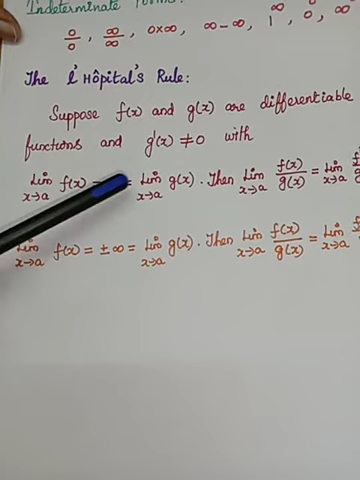 Indeterminate forms:
0/0, ∞/∞, 0×∞, ∞-∞, 1^∞, 0^0, ∞
The l'Hôpital's Rule:
Suppose f(x) and g(x) are differentiable
functions and g'(x) ≠ 0 with
lim x→a f(x) = = lim x→a g(x). Then lim x→a f(x)/g(x) = lim x→a
lim x→a f(x) = ±∞ = lim x→a g(x). Then lim x→a f(x)/g(x) = lim x→a